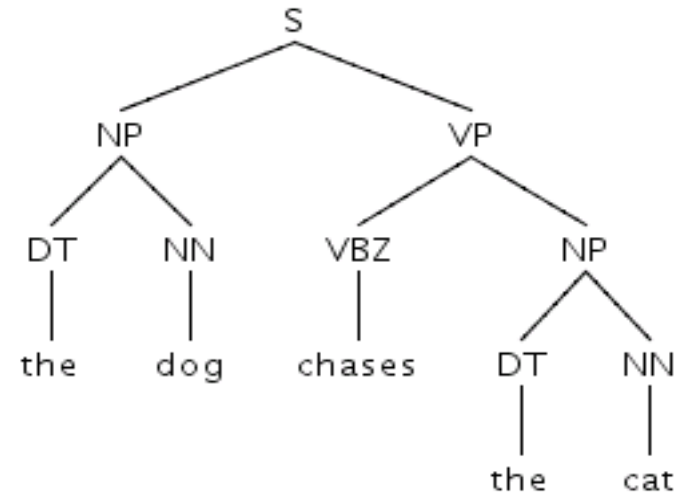 S
NP VP
DT NN VBZ NP
the dog chases DT NN
the cat